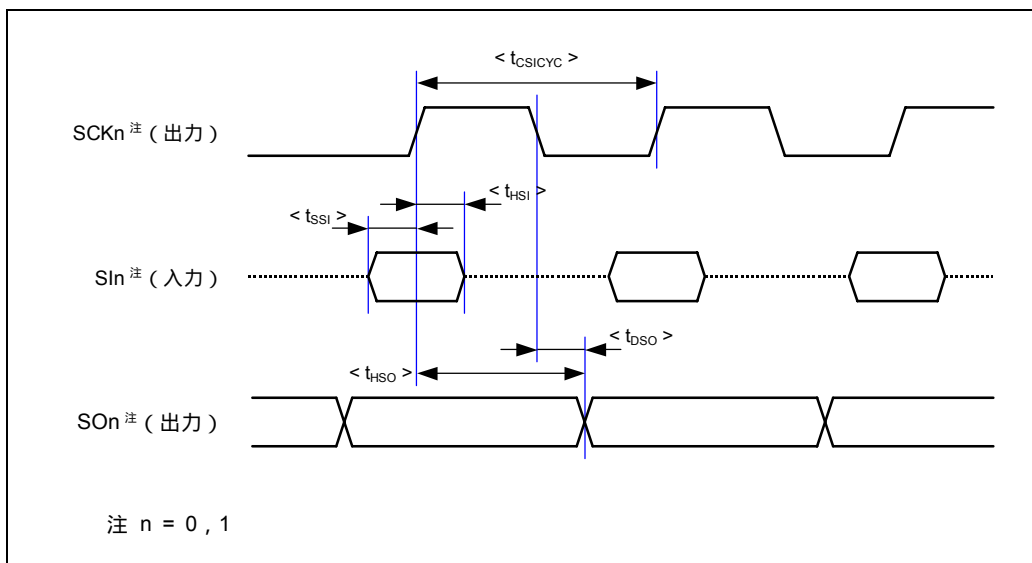 < tCSICYC >
SCKn 注 ( 出力 )
< tHSI >
< tSSI >
SIn 注 ( 入力 )
< tDSO >
< tHSO >
SOn 注 ( 出力 )
注 n = 0 , 1